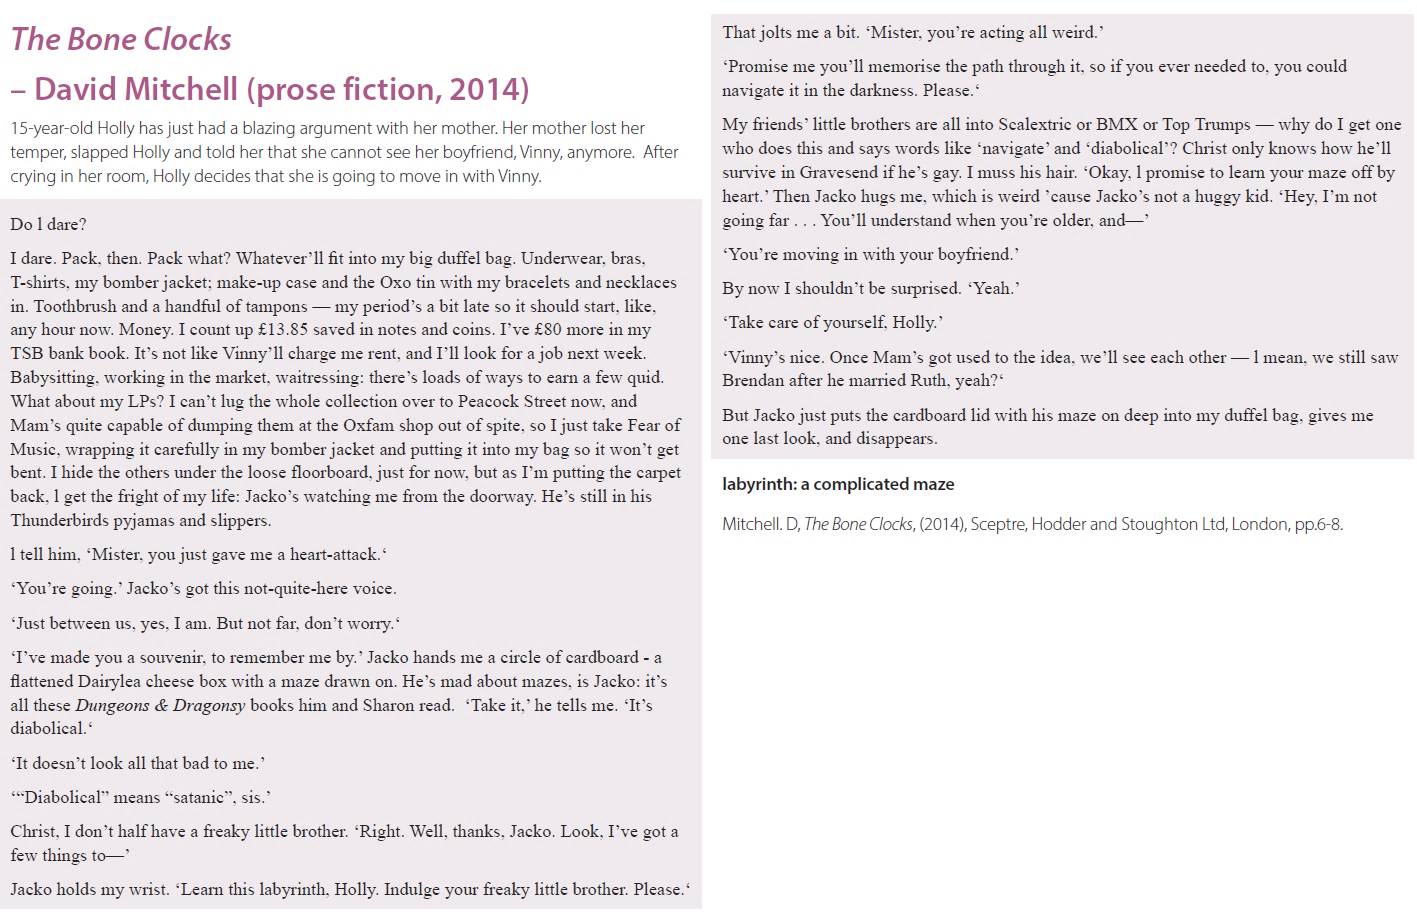 The Bone Clocks
– David Mitchell (prose fiction, 2014)
15-year-old Holly has just had a blazing argument with her mother. Her mother lost her
temper, slapped Holly and told her that she cannot see her boyfriend, Vinny, anymore.  After
crying in her room, Holly decides that she is going to move in with Vinny.
Do l dare?
I dare. Pack, then. Pack what? Whatever’ll fit into my big duffel bag. Underwear, bras,
T-shirts, my bomber jacket; make-up case and the Oxo tin with my bracelets and necklaces
in. Toothbrush and a handful of tampons — my period’s a bit late so it should start, like,
any hour now. Money. I count up £13.85 saved in notes and coins. I’ve £80 more in my
TSB bank book. It’s not like Vinny’ll charge me rent, and I’ll look for a job next week.
Babysitting, working in the market, waitressing: there’s loads of ways to earn a few quid.
What about my LPs? I can’t lug the whole collection over to Peacock Street now, and
Mam’s quite capable of dumping them at the Oxfam shop out of spite, so I just take Fear of
Music, wrapping it carefully in my bomber jacket and putting it into my bag so it won’t get
bent. I hide the others under the loose floorboard, just for now, but as I’m putting the carpet
back, l get the fright of my life: Jacko’s watching me from the doorway. He’s still in his
Thunderbirds pyjamas and slippers.
l tell him, ‘Mister, you just gave me a heart-attack.‘
‘You’re going.’ Jacko’s got this not-quite-here voice.
‘Just between us, yes, I am. But not far, don’t worry.‘
‘I’ve made you a souvenir, to remember me by.’ Jacko hands me a circle of cardboard - a
flattened Dairylea cheese box with a maze drawn on. He’s mad about mazes, is Jacko: it’s
all these Dungeons & Dragonsy books him and Sharon read.  ‘Take it,’ he tells me. ‘It’s
diabolical.‘
‘It doesn’t look all that bad to me.’
‘“Diabolical” means “satanic”, sis.’
Christ, I don’t half have a freaky little brother. ‘Right. Well, thanks, Jacko. Look, I’ve got a
few things to—’
Jacko holds my wrist. ‘Learn this labyrinth, Holly. Indulge your freaky little brother. Please.‘
That jolts me a bit. ‘Mister, you’re acting all weird.’
‘Promise me you’ll memorise the path through it, so if you ever needed to, you could
navigate it in the darkness. Please.‘
My friends’ little brothers are all into Scalextric or BMX or Top Trumps — why do I get one
who does this and says words like ‘navigate’ and ‘diabolical’? Christ only knows how he’ll
survive in Gravesend if he’s gay. I muss his hair. ‘Okay, l promise to learn your maze off by
heart.’ Then Jacko hugs me, which is weird ’cause Jacko’s not a huggy kid. ‘Hey, I’m not
going far . . . You’ll understand when you’re older, and—’
‘You’re moving in with your boyfriend.’
By now I shouldn’t be surprised. ‘Yeah.’
‘Take care of yourself, Holly.’
‘Vinny’s nice. Once Mam’s got used to the idea, we’ll see each other — l mean, we still saw
Brendan after he married Ruth, yeah?‘
But Jacko just puts the cardboard lid with his maze on deep into my duffel bag, gives me
one last look, and disappears.
labyrinth: a complicated maze
Mitchell. D, The Bone Clocks, (2014), Sceptre, Hodder and Stoughton Ltd, London, pp.6-8.